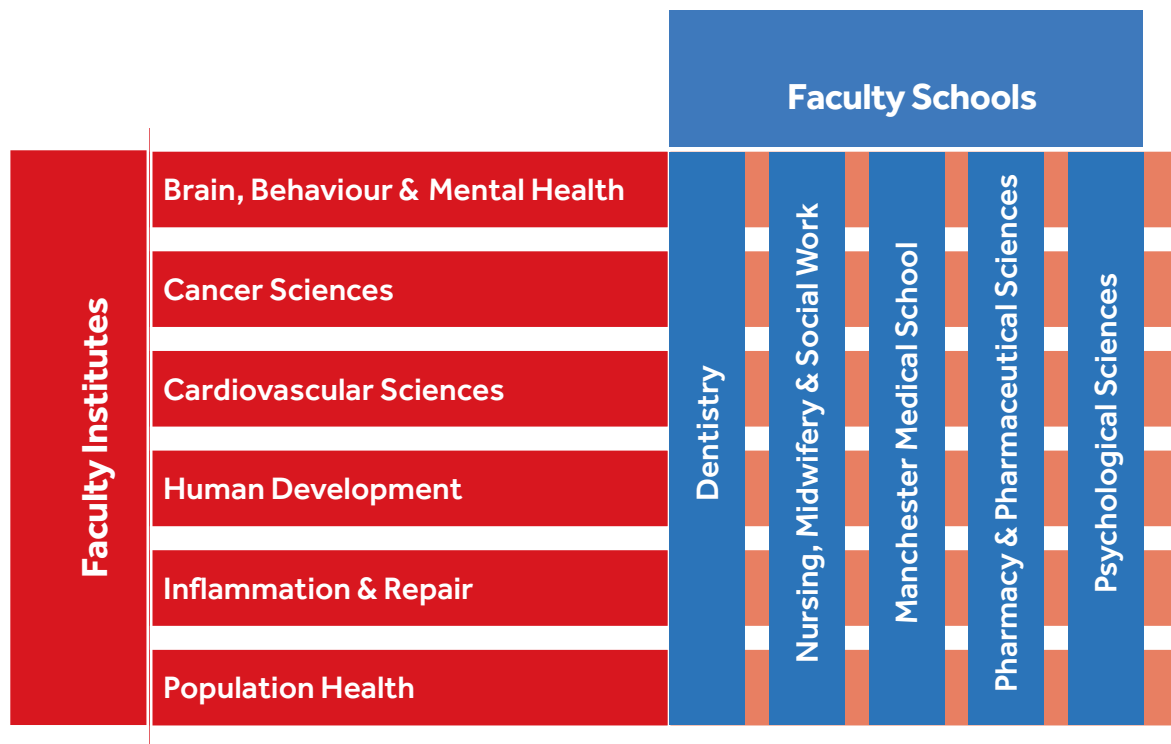 Faculty Schools
Faculty Institutes
Brain, Behaviour & Mental Health
Cancer Sciences
Cardiovascular Sciences
Human Development
Inflammation & Repair
Population Health
Dentistry
Nursing, Midwifery & Social Work
Manchester Medical School
Pharmacy & Pharmaceutical Sciences
Psychological Sciences